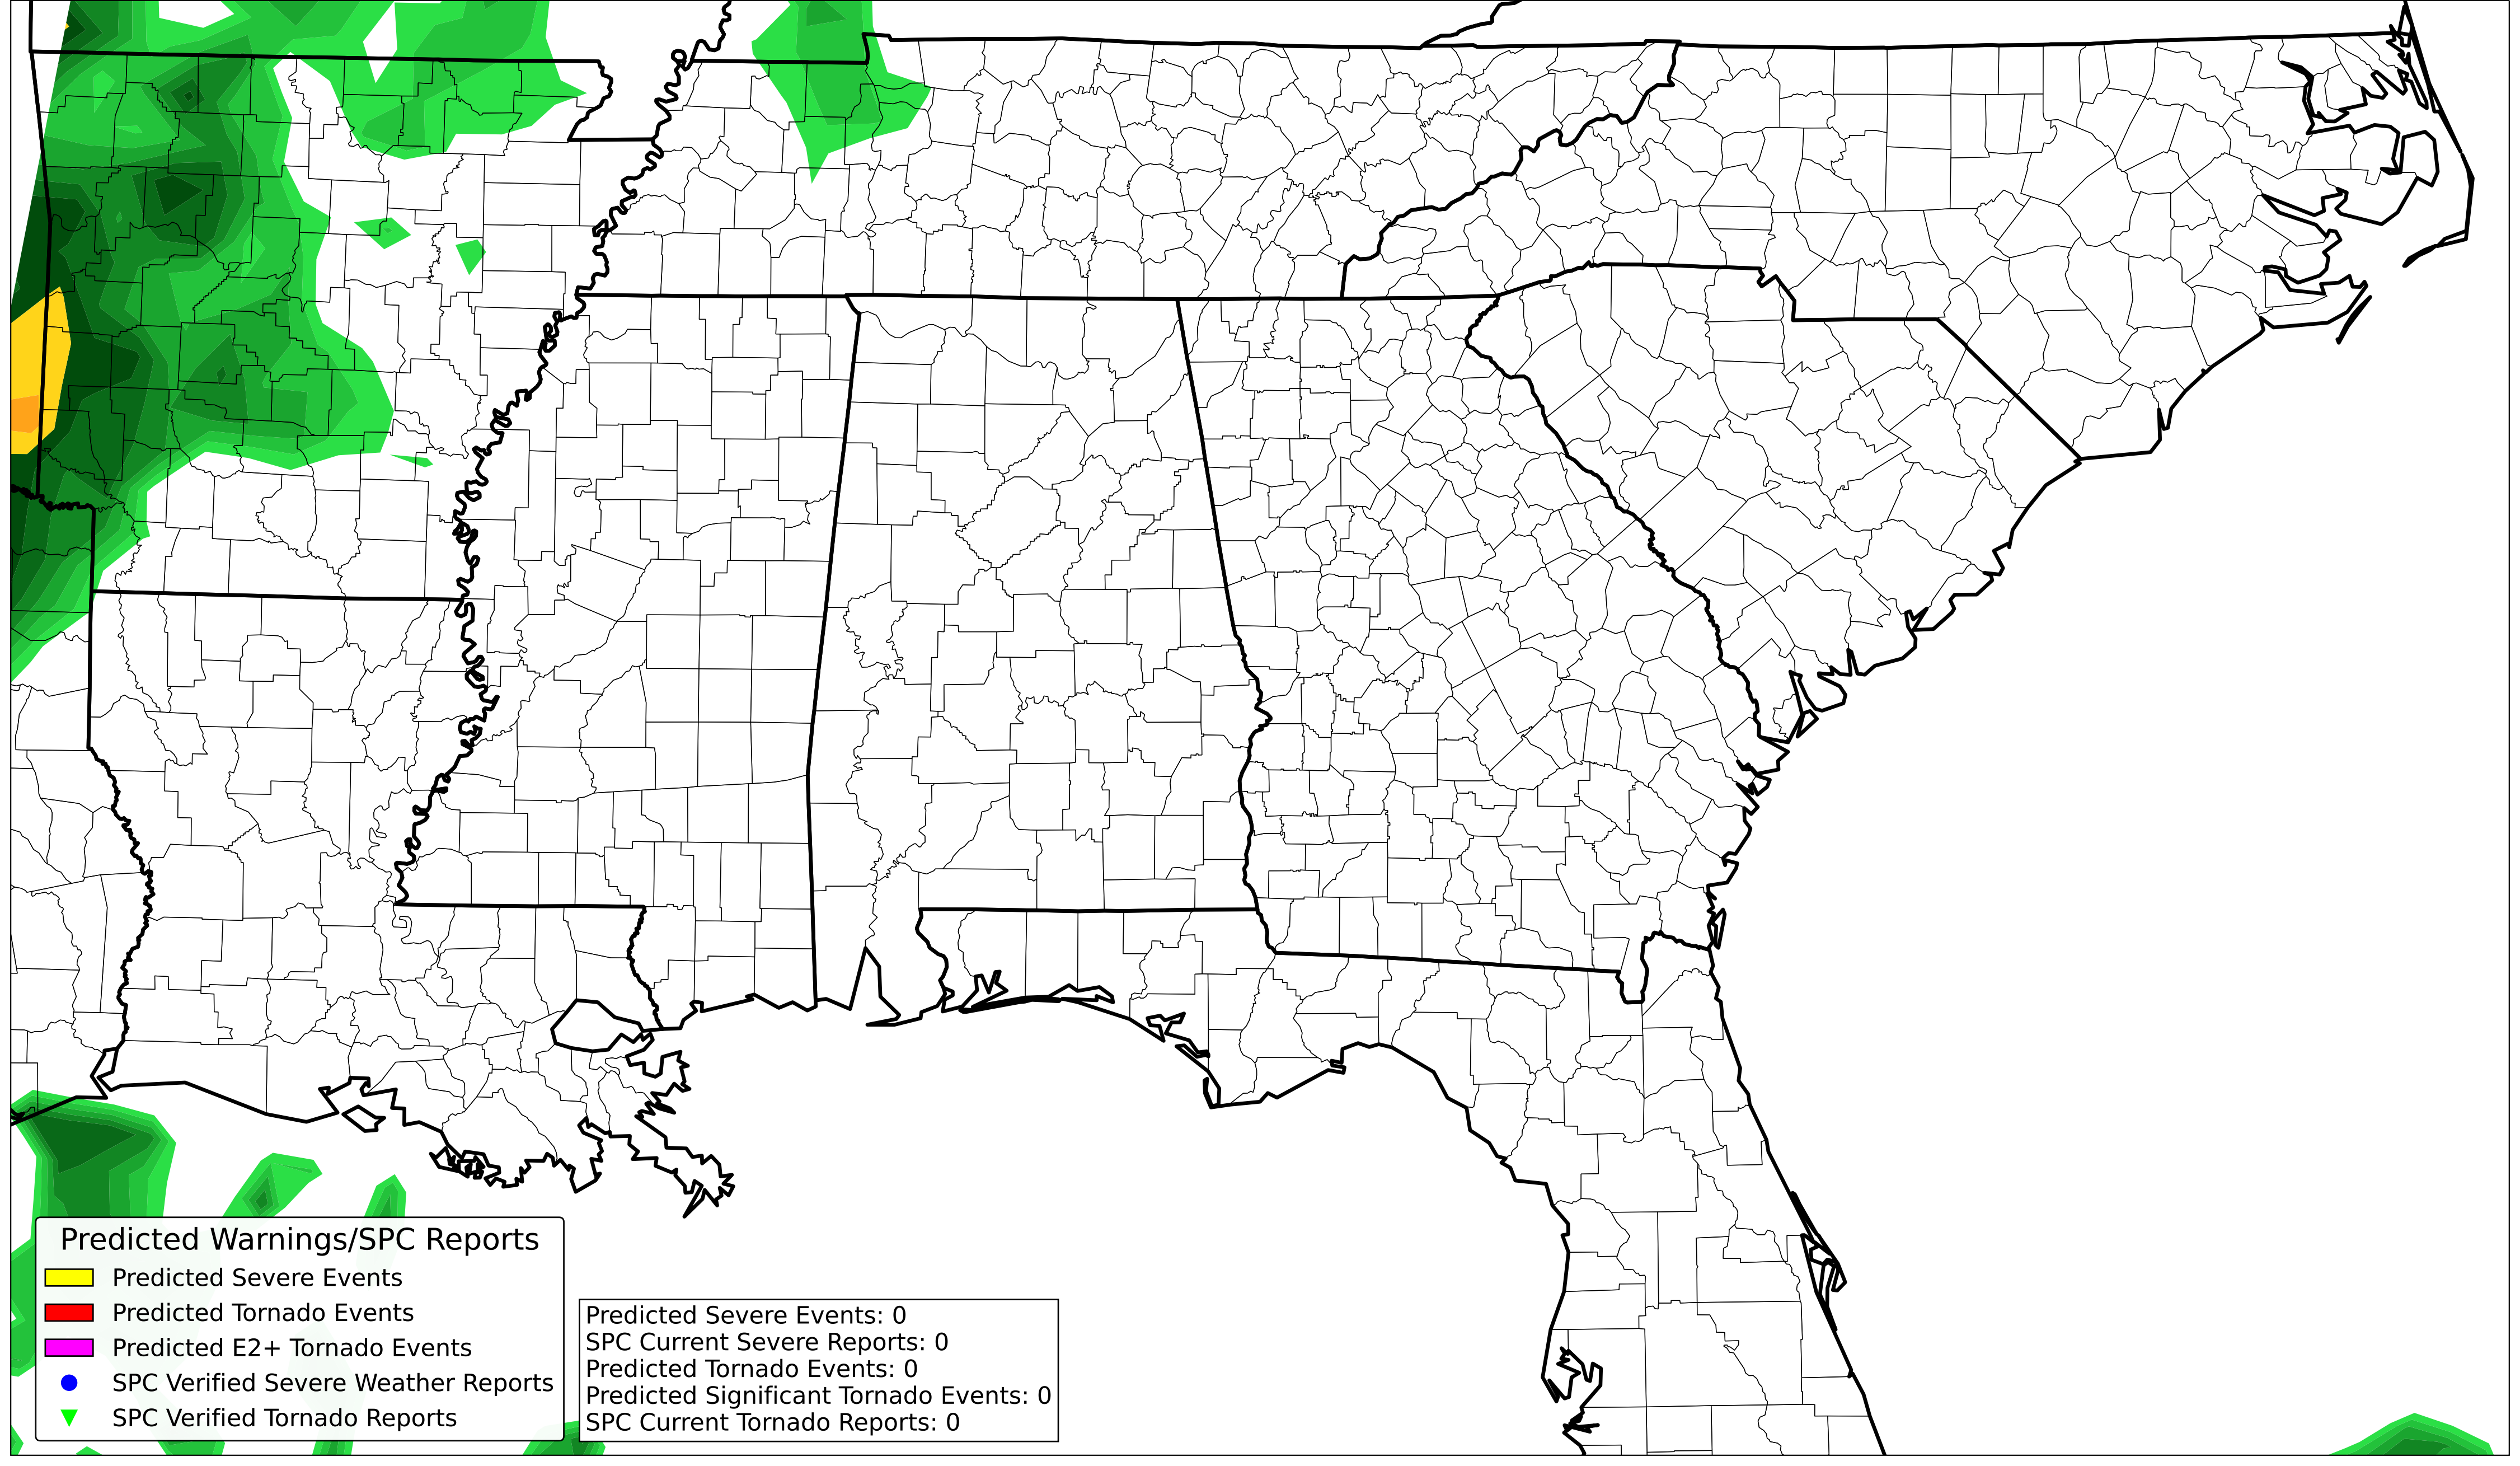 Predicted Warnings/SPC Reports
Predicted Severe Events
Predicted Tornado Events
Predicted E2+ Tornado Events
SPC Verified Severe Weather Reports
SPC Verified Tornado Reports
Predicted Severe Events: 0
SPC Current Severe Reports: 0
Predicted Tornado Events: 0
Predicted Significant Tornado Events: 0
SPC Current Tornado Reports: 0